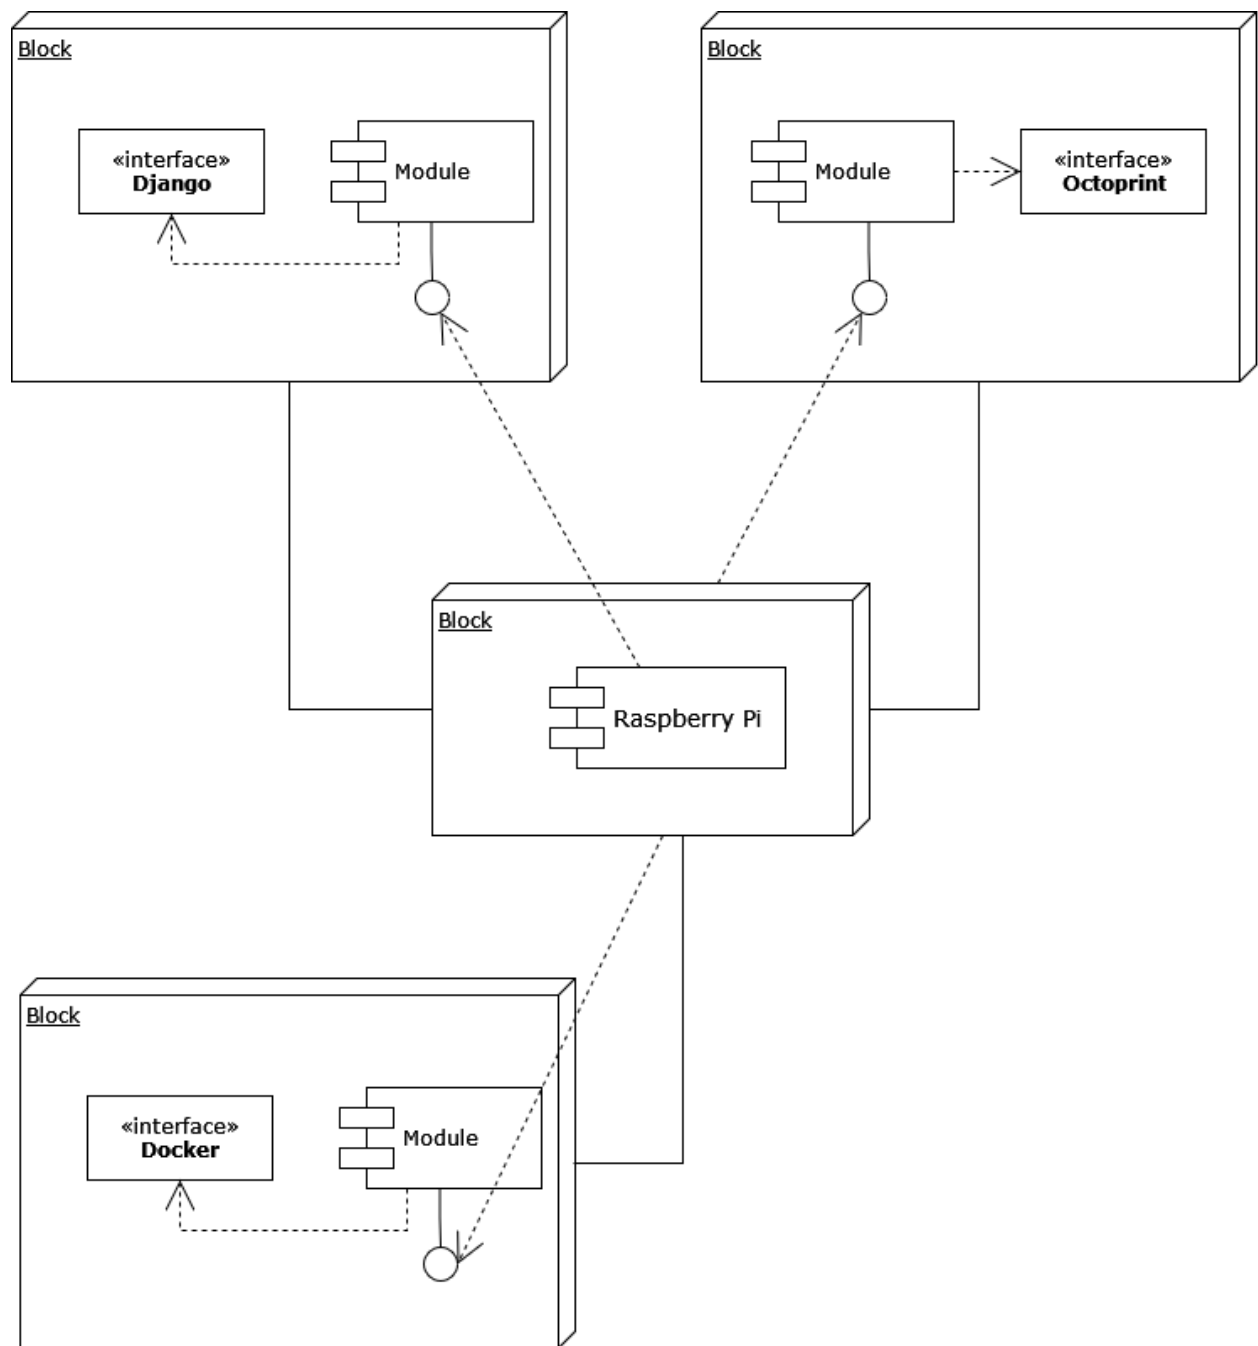 Block
«interface»
Django
Module
Block
Module
«interface»
Octoprint
Block
Raspberry Pi
Block
«interface»
Docker
Module